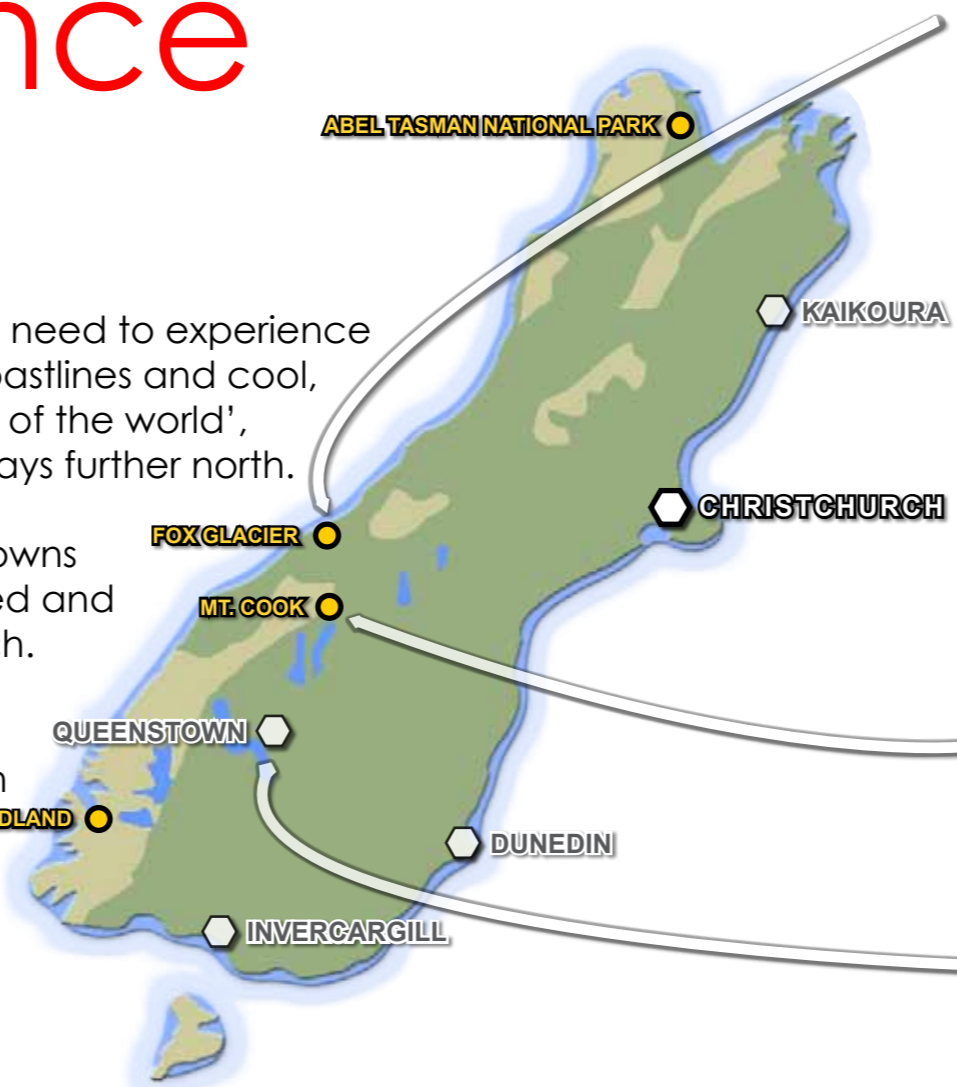 nce
need to experience
oastlines and cool,
of the world',
ays further north.
owns
ed and
h.
n
ABEL TASMAN NATIONAL PARK
KAIKOURA
CHRISTCHURCH
FOX GLACIER
MT. COOK
QUEENSTOWN
DLAND
DUNEDIN
INVERCARGILL